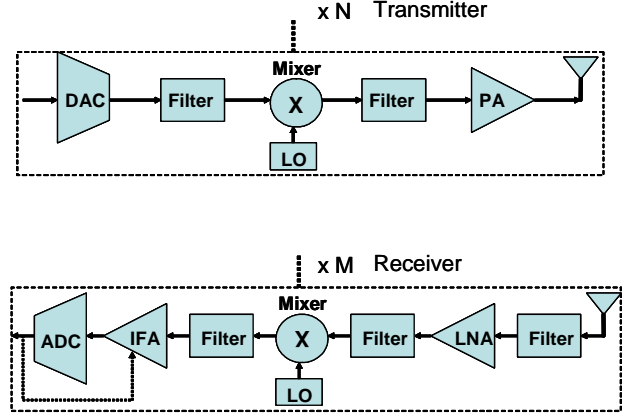 x N Transmitter
Mixer
DAC
Filter
X
Filter
PA
LO
x M Receiver
Mixer
ADC
IFA
Filter
X
Filter
LNA
Filter
LO